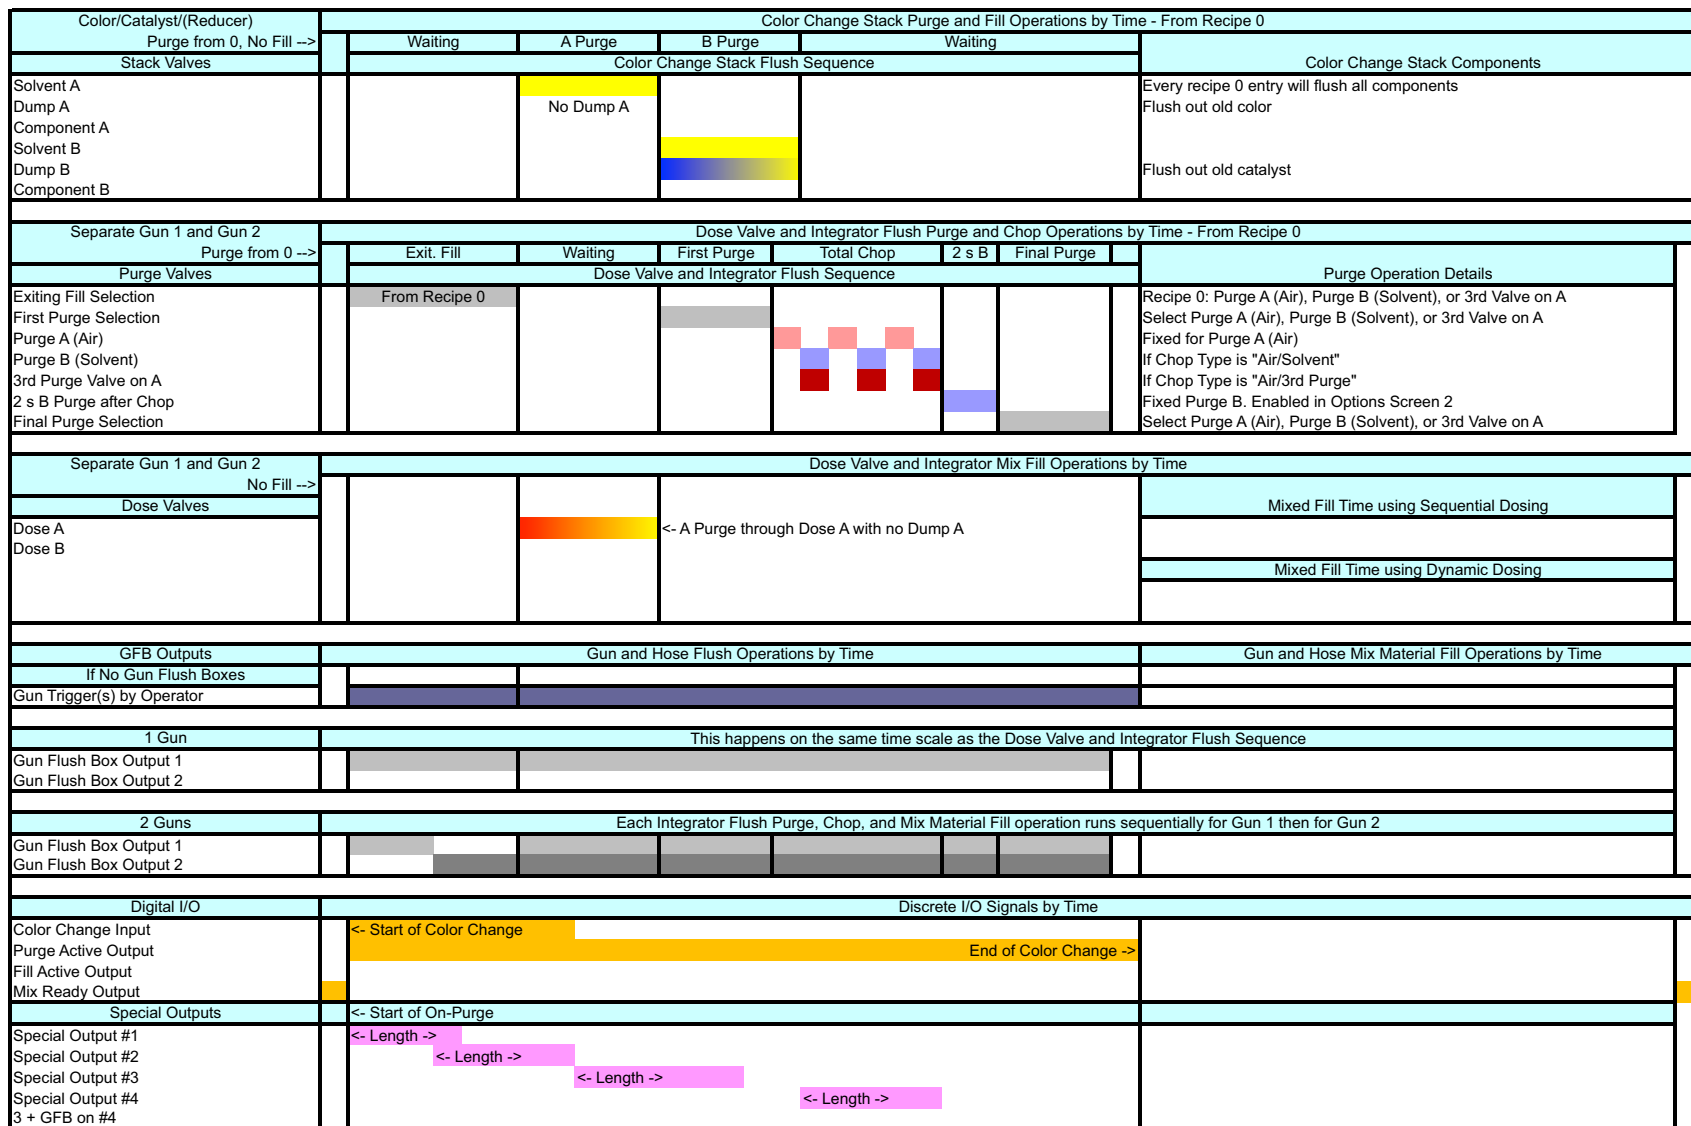 Color/Catalyst/(Reducer) Color Change Stack Purge and Fill Operations by Time - From Recipe 0
Purge from 0, No Fill --> Waiting A Purge B Purge Waiting
Stack Valves Color Change Stack Flush Sequence Color Change Stack Components
Solvent A Every recipe 0 entry will flush all components
Dump A No Dump A Flush out old color
Component A
Solvent B
Dump B Flush out old catalyst
Component B
Separate Gun 1 and Gun 2 Dose Valve and Integrator Flush Purge and Chop Operations by Time - From Recipe 0
Purge from 0 --> Exit. Fill Waiting First Purge Total Chop 2 s B Final Purge
Purge Valves Dose Valve and Integrator Flush Sequence Purge Operation Details
Exiting Fill Selection From Recipe 0 Recipe 0: Purge A (Air), Purge B (Solvent), or 3rd Valve on A
First Purge Selection Select Purge A (Air), Purge B (Solvent), or 3rd Valve on A
Purge A (Air) Fixed for Purge A (Air)
Purge B (Solvent) If Chop Type is "Air/Solvent"
3rd Purge Valve on A If Chop Type is "Air/3rd Purge"
2 s B Purge after Chop Fixed Purge B. Enabled in Options Screen 2
Final Purge Selection Select Purge A (Air), Purge B (Solvent), or 3rd Valve on A
Separate Gun 1 and Gun 2 Dose Valve and Integrator Mix Fill Operations by Time
No Fill -->
Dose Valves Mixed Fill Time using Sequential Dosing
Dose A <- A Purge through Dose A with no Dump A
Dose B
Mixed Fill Time using Dynamic Dosing
GFB Outputs Gun and Hose Flush Operations by Time Gun and Hose Mix Material Fill Operations by Time
If No Gun Flush Boxes
Gun Trigger(s) by Operator
1 Gun This happens on the same time scale as the Dose Valve and Integrator Flush Sequence
Gun Flush Box Output 1
Gun Flush Box Output 2
2 Guns Each Integrator Flush Purge, Chop, and Mix Material Fill operation runs sequentially for Gun 1 then for Gun 2
Gun Flush Box Output 1
Gun Flush Box Output 2
Digital I/O Discrete I/O Signals by Time
Color Change Input <- Start of Color Change
Purge Active Output End of Color Change ->
Fill Active Output
Mix Ready Output
Special Outputs <- Start of On-Purge
Special Output #1 <- Length ->
Special Output #2 <- Length ->
Special Output #3 <- Length ->
Special Output #4 <- Length ->
3 + GFB on #4